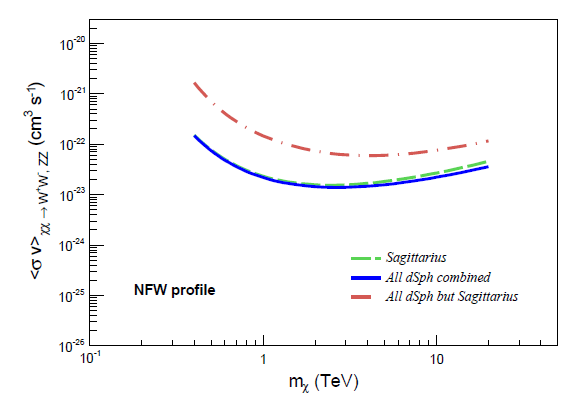 10⁻²⁰
10⁻²¹
10⁻²²
10⁻²³
10⁻²⁴
10⁻²⁵
10⁻²⁶
<σ v>χχ → W⁺W⁻, ZZ (cm³ s⁻¹)
Sagittarius
All dSph combined
All dSph but Sagittarius
NFW profile
10⁻¹ 1 10
mχ (TeV)